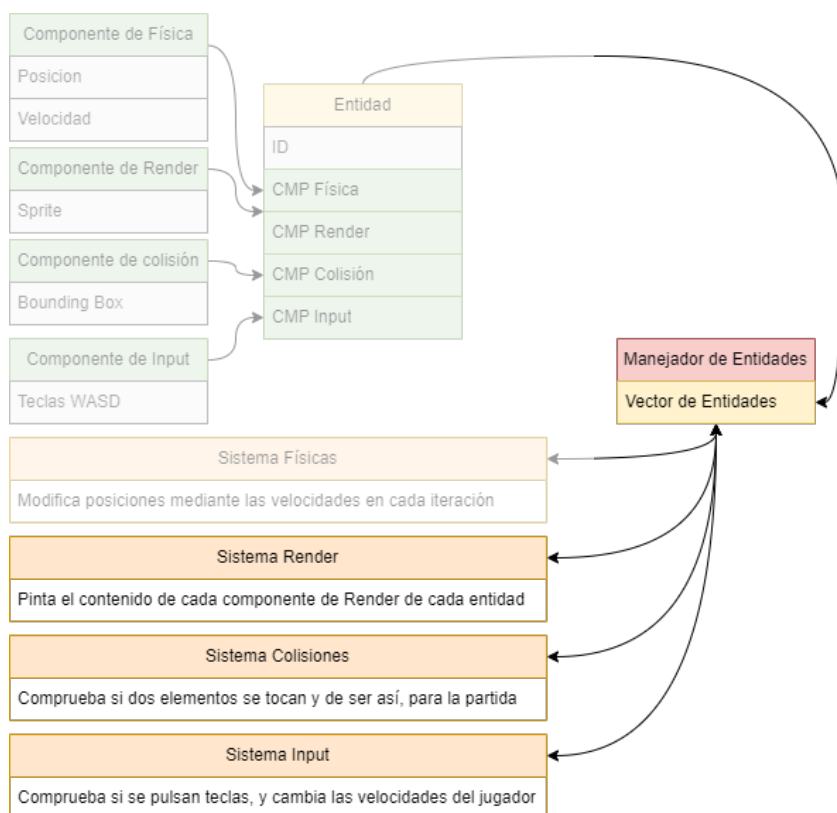 Componente de Física
Posicion
Velocidad
Componente de Render
Sprite
Componente de colisión
Bounding Box
Componente de Input
Teclas WASD
Entidad
ID
CMP Física
CMP Render
CMP Colisión
CMP Input
Manejador de Entidades
Vector de Entidades
Sistema Físicas
Modifica posiciones mediante las velocidades en cada iteración
Sistema Render
Pinta el contenido de cada componente de Render de cada entidad
Sistema Colisiones
Comprueba si dos elementos se tocan y de ser así, para la partida
Sistema Input
Comprueba si se pulsan teclas, y cambia las velocidades del jugador